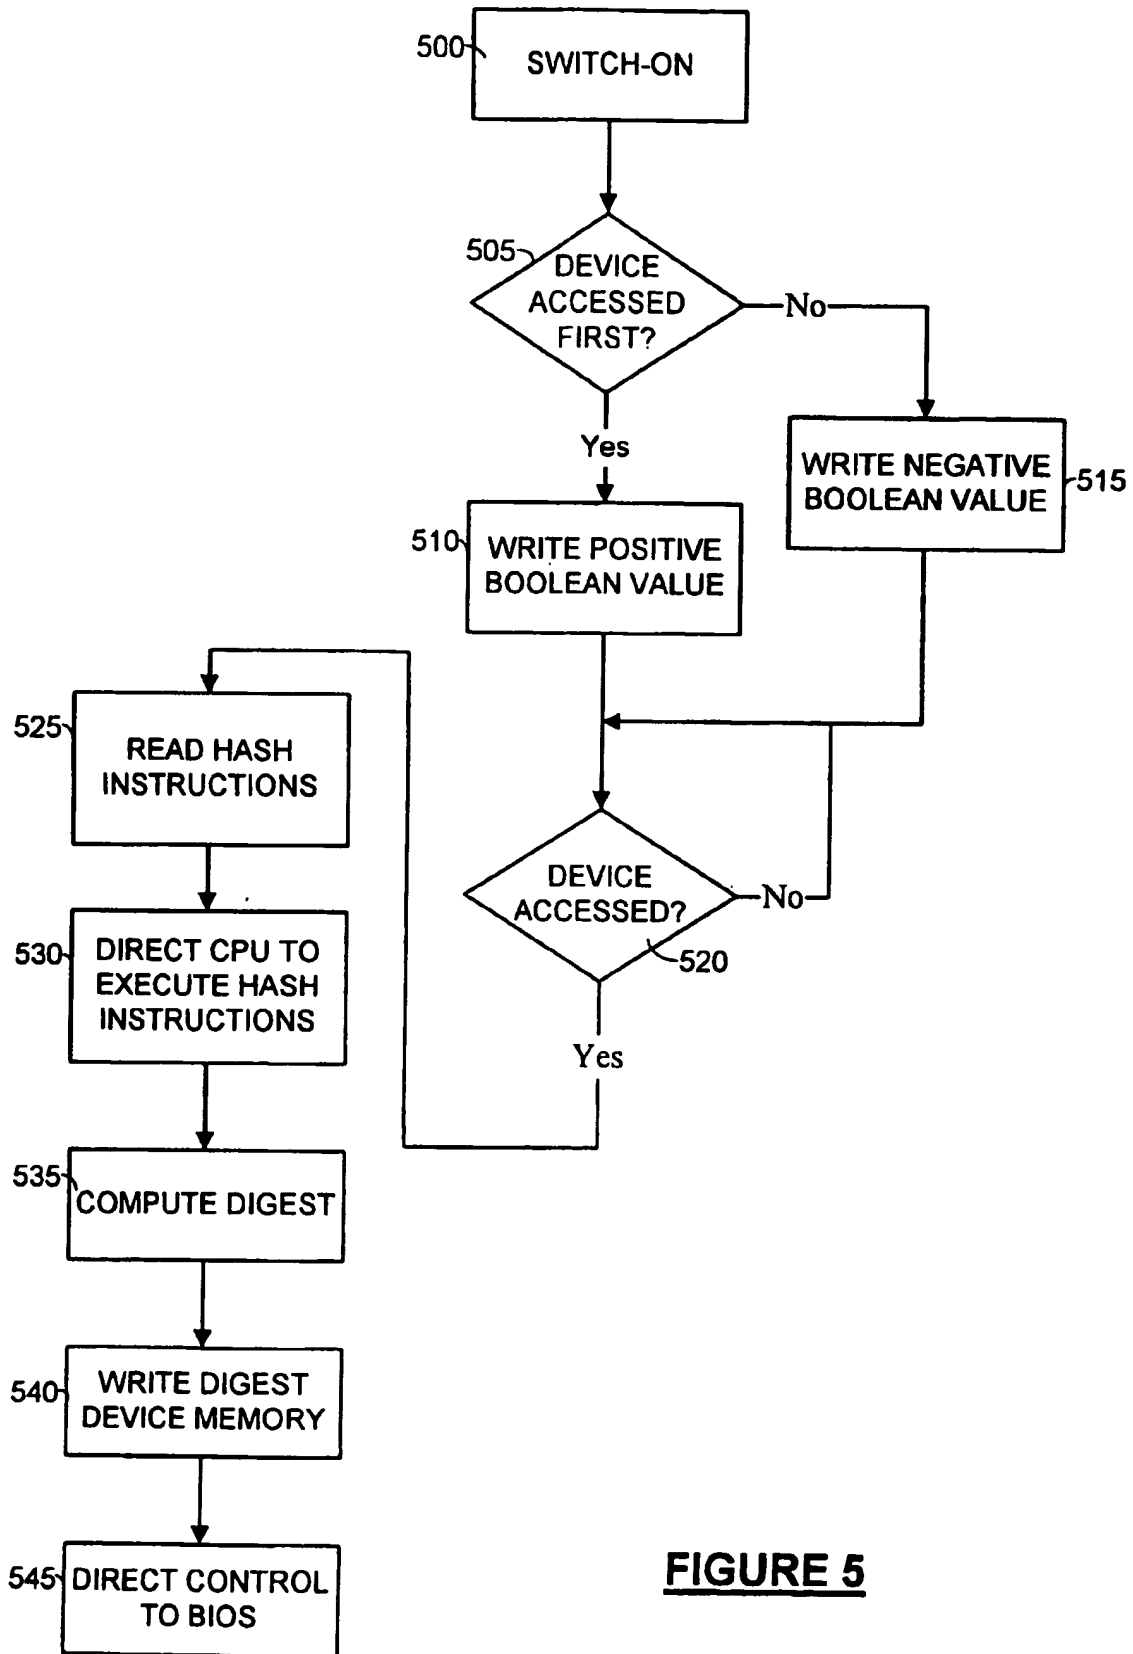 500
SWITCH-ON
505
DEVICE
ACCESSED
FIRST?
No
Yes
WRITE NEGATIVE
BOOLEAN VALUE
515
510
WRITE POSITIVE
BOOLEAN VALUE
525
READ HASH
INSTRUCTIONS
DEVICE
ACCESSED?
No
520
Yes
530
DIRECT CPU TO
EXECUTE HASH
INSTRUCTIONS
535
COMPUTE DIGEST
540
WRITE DIGEST
DEVICE MEMORY
545
DIRECT CONTROL
TO BIOS
FIGURE 5